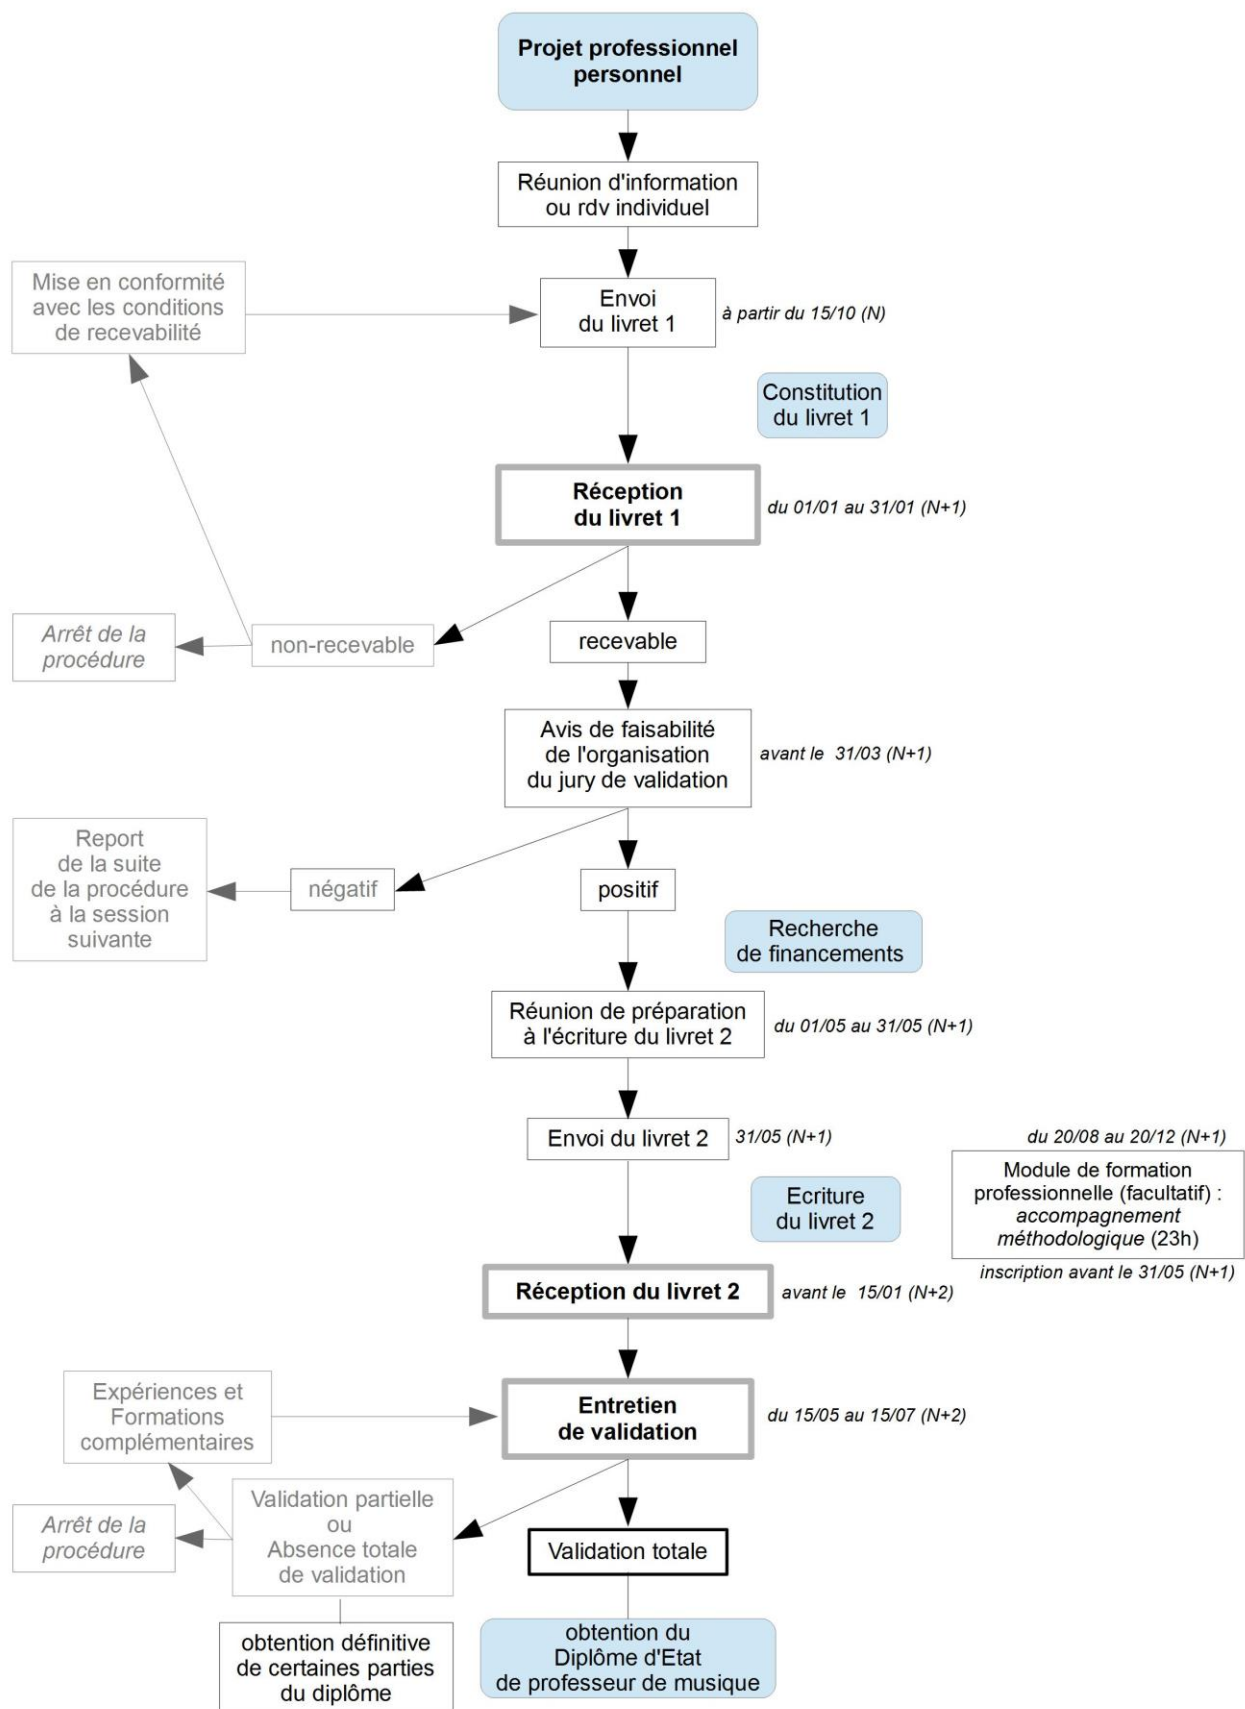 Projet professionnel
personnel
Réunion d'information
ou rdv individuel
Mise en conformité
avec les conditions
de recevabilité
Envoi
du livret 1
à partir du 15/10 (N)
Constitution
du livret 1
Réception
du livret 1
du 01/01 au 31/01 (N+1)
Arrêt de la
procédure
non-recevable
recevable
Avis de faisabilité
de l'organisation
du jury de validation
avant le 31/03 (N+1)
Report
de la suite
de la procédure
à la session
suivante
négatif
positif
Recherche
de financements
Réunion de préparation
à l'écriture du livret 2
du 01/05 au 31/05 (N+1)
Envoi du livret 2
31/05 (N+1)
du 20/08 au 20/12 (N+1)
Module de formation
professionnelle (facultatif) :
accompagnement
méthodologique (23h)
inscription avant le 31/05 (N+1)
Ecriture
du livret 2
Réception du livret 2
avant le 15/01 (N+2)
Expériences et
Formations
complémentaires
Entretien
de validation
du 15/05 au 15/07 (N+2)
Arrêt de la
procédure
Validation partielle
ou
Absence totale
de validation
Validation totale
obtention définitive
de certaines parties
du diplôme
obtention du
Diplôme d'Etat
de professeur de musique